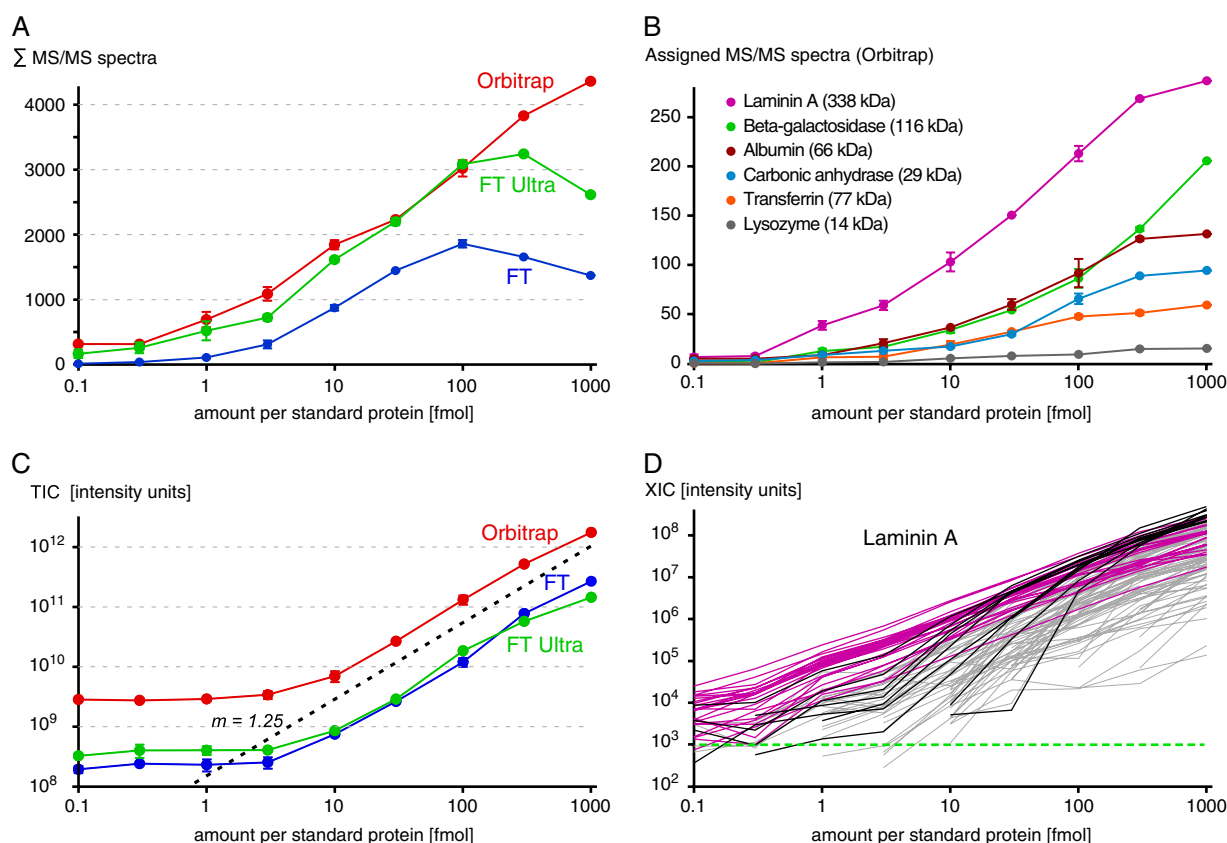 A
∑ MS/MS spectra
4000
3000
2000
1000
0
Orbitrap
FT Ultra
FT
0.1 1 10 100 1000
amount per standard protein [fmol]
B
Assigned MS/MS spectra (Orbitrap)
250
200
150
100
50
0
Laminin A (338 kDa)
Beta-galactosidase (116 kDa)
Albumin (66 kDa)
Carbonic anhydrase (29 kDa)
Transferrin (77 kDa)
Lysozyme (14 kDa)
0.1 1 10 100 1000
amount per standard protein [fmol]
C
TIC [intensity units]
10¹²
10¹¹
10¹⁰
10⁹
10⁸
Orbitrap
FT
FT Ultra
m = 1.25
0.1 1 10 100 1000
amount per standard protein [fmol]
D
XIC [intensity units]
Laminin A
10⁸
10⁷
10⁶
10⁵
10⁴
10³
10²
0.1 1 10 100 1000
amount per standard protein [fmol]